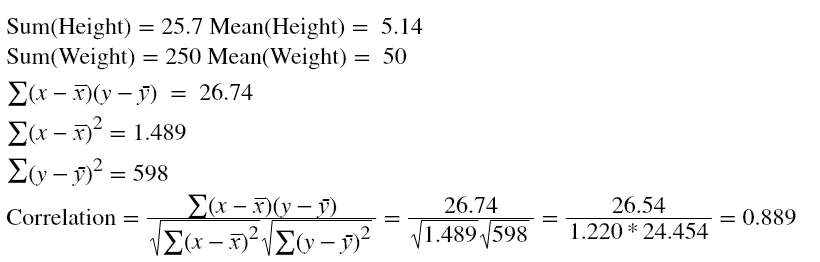 Sum(Height) = 25.7 Mean(Height) = 5.14
Sum(Weight) = 250 Mean(Weight) = 50
∑(x − x̄)(y − ȳ) = 26.74
∑(x − x̄)² = 1.489
∑(y − ȳ)² = 598
Correlation = ∑(x − x̄)(y − ȳ) / √∑(x − x̄)² √∑(y − ȳ)² = 26.74 / √1.489 √598 = 26.54 / 1.220 * 24.454 = 0.889